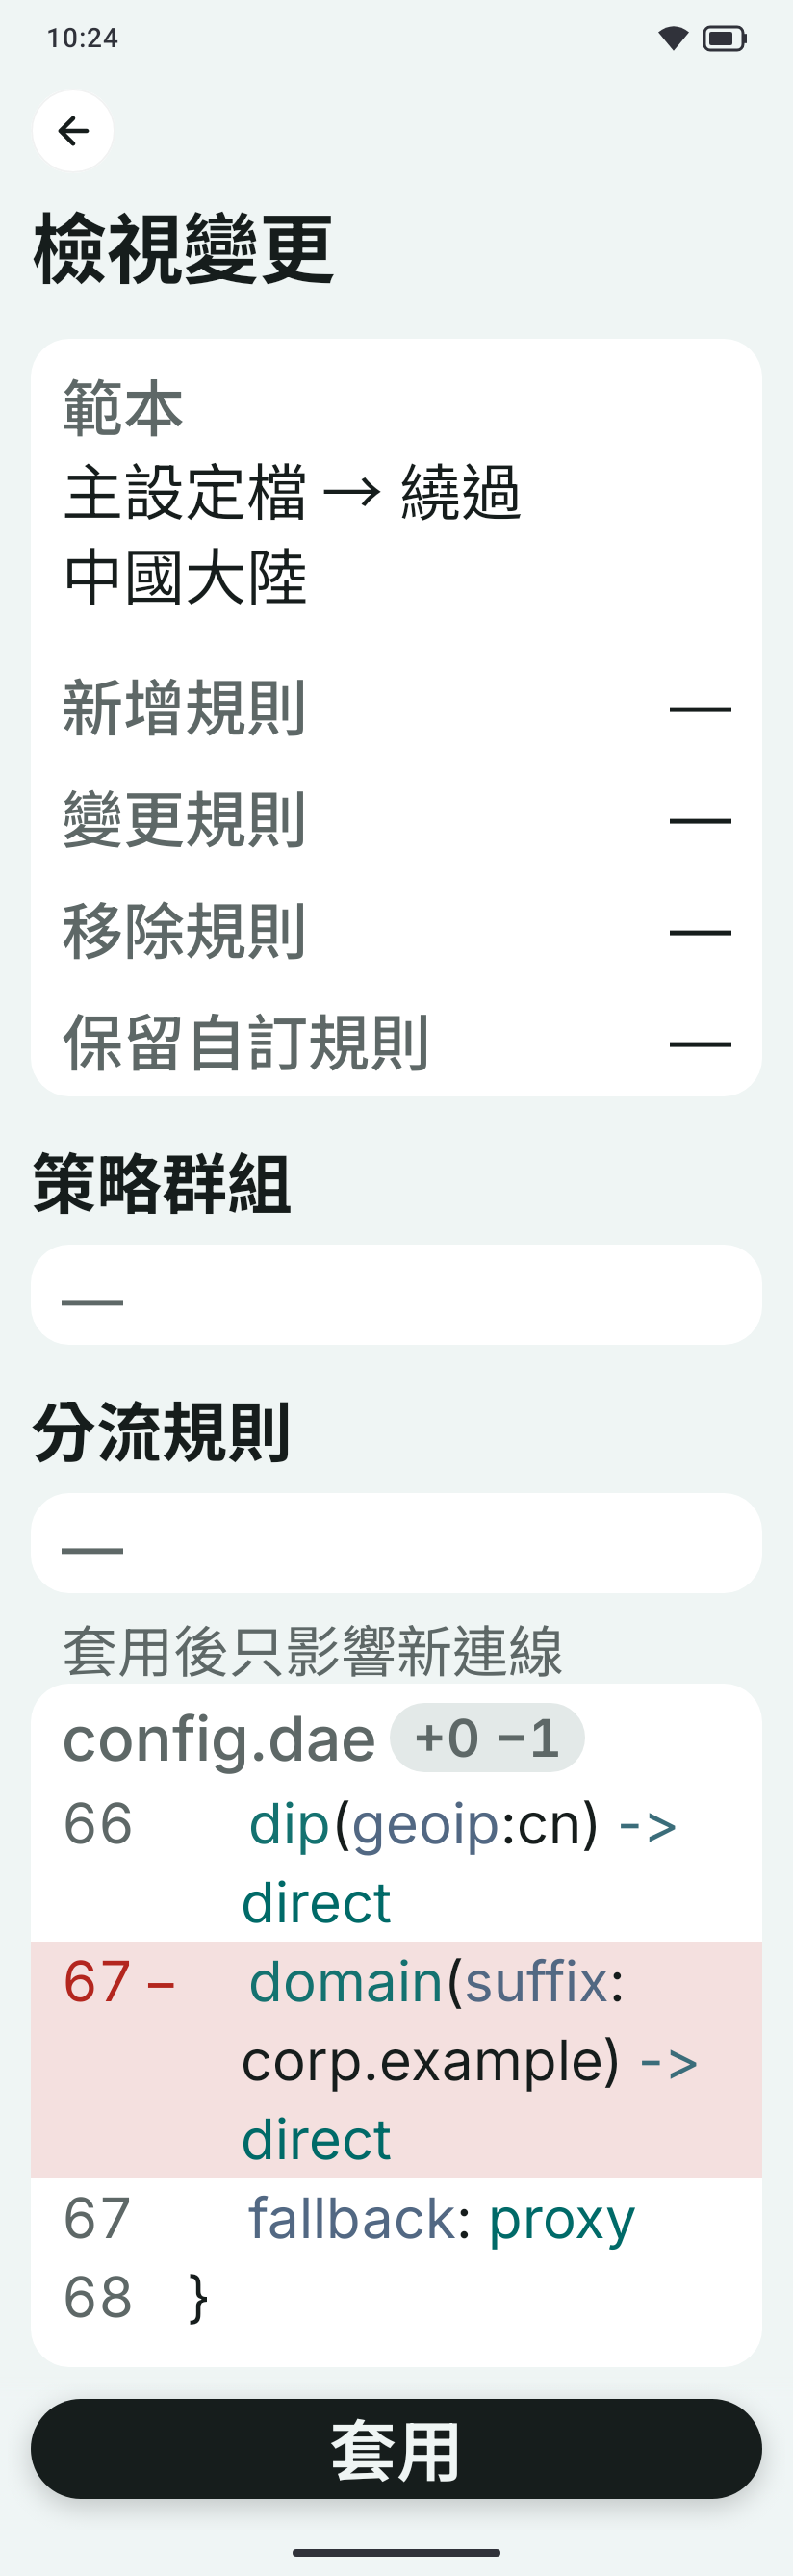 10:24
檢視變更
範本
主設定檔 → 繞過
中國大陸
新增規則 —
變更規則 —
移除規則 —
保留自訂規則 —
策略群組
—
分流規則
—
套用後只影響新連線
config.dae +0 −1
66 dip(geoip:cn) ->
direct
67 − domain(suffix:
corp.example) ->
direct
67 fallback: proxy
68 }
套用